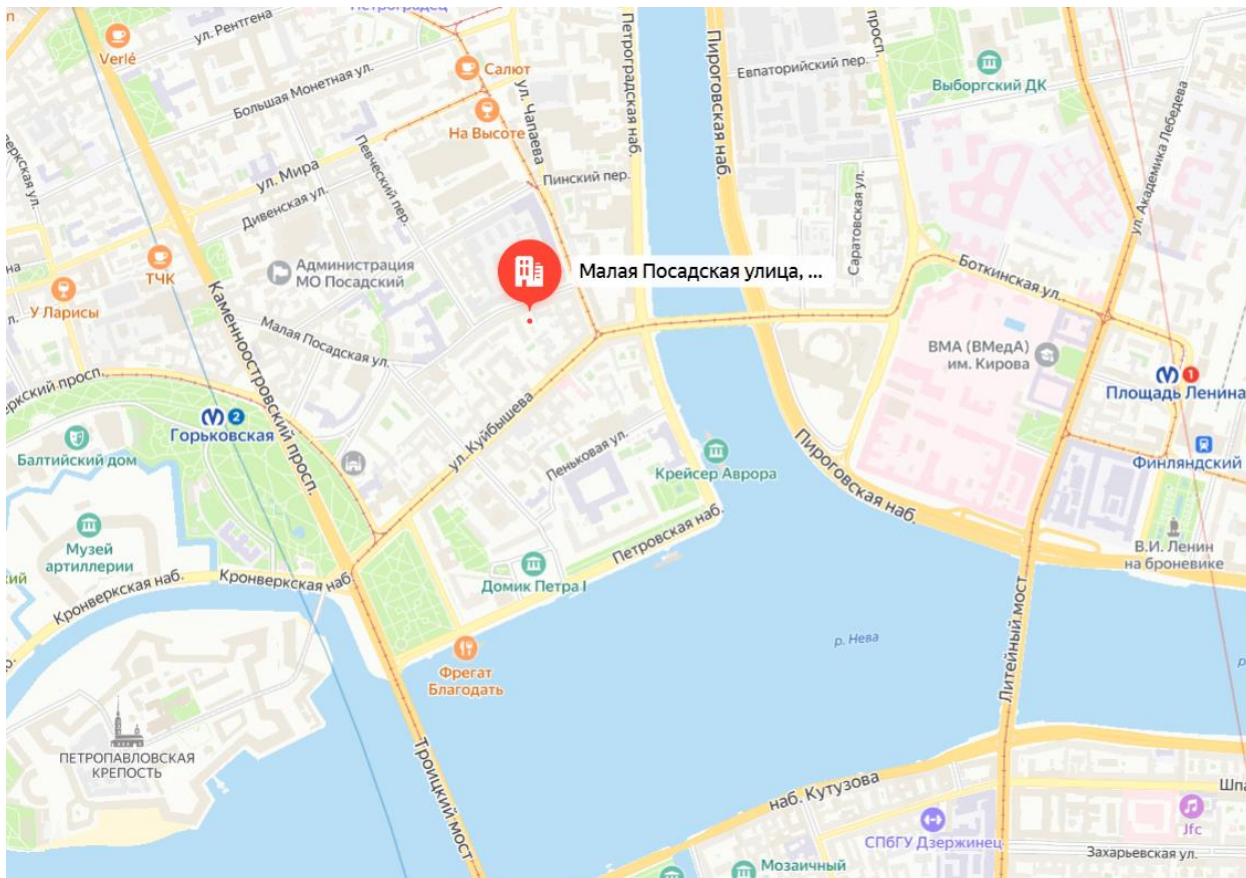 Петроградец
ул. Рентгена
Verlé
Салют
Большая Монетная ул.
На Высоте
ул. Чапаева
Петроградская наб.
Пироговская наб.
Евпаторийский пер.
просп.
Выборгский ДК
ул. Академика Лебедева
ул. Мира
Певческий пер.
Пинский пер.
Дивенская ул.
Саратовская ул.
Администрация
МО Посадский
Малая Посадская улица, ...
ТЧК
У Ларисы
Каменноостровский просп.
Малая Посадская ул.
Боткинская ул.
ВМА (ВМедА)
им. Кирова
1
Площадь Ленина
2
Горьковская
Балтийский дом
ул. Куйбышева
Пеньковая ул.
Крейсер Аврора
Пироговская наб.
Финляндский
Музей
артиллерии
Петровская наб.
В.И. Ленин
на броневике
Кронверкская наб.
Кронверкская наб
Домик Петра I
Литейный мост
р. Нева
Фрегат
Благодать
ПЕТРОПАВЛОВСКАЯ
КРЕПОСТЬ
Троицкий мост
наб. Кутузова
Шпа
Jfc
СПбГУ Дзержинец
Захарьевская ул.
Мозаичный